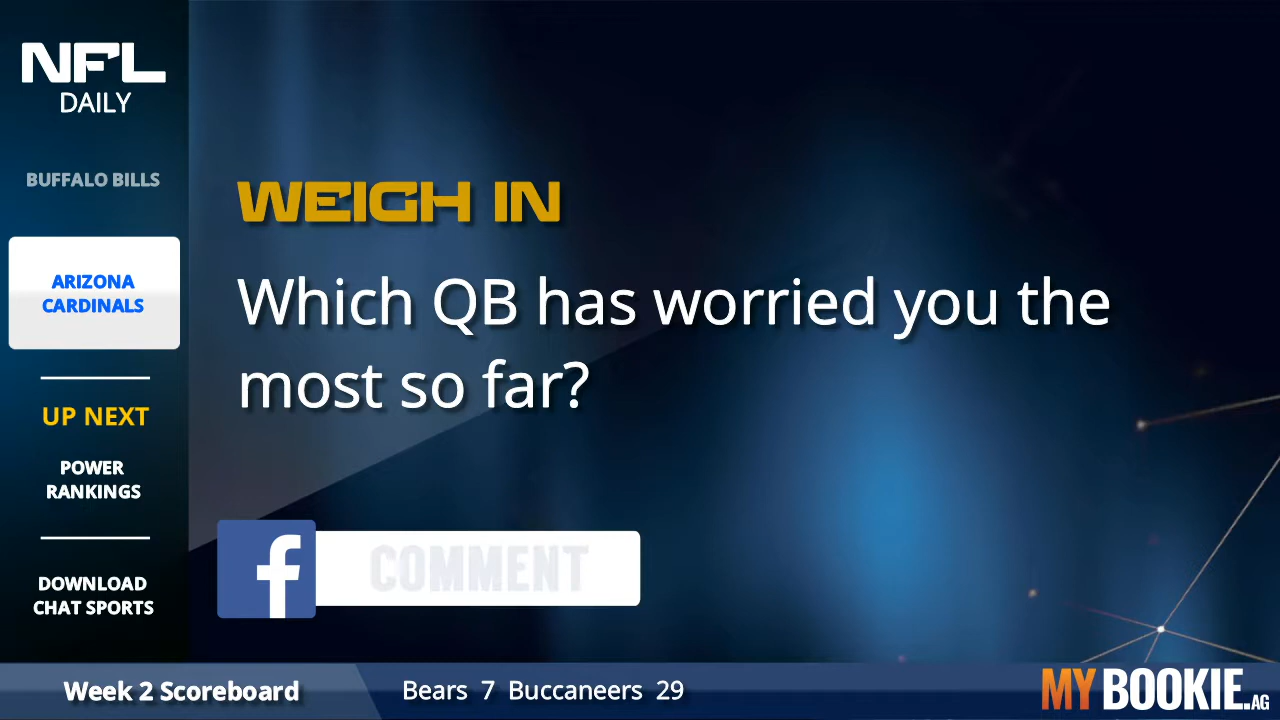 NFL
DAILY
BUFFALO BILLS
ARIZONA
CARDINALS
UP NEXT
POWER
RANKINGS
DOWNLOAD
CHAT SPORTS
WEIGH IN
Which QB has worried you the
most so far?
f COMMENT
Week 2 Scoreboard
Bears 7 Buccaneers 29
MYBOOKIE.AG